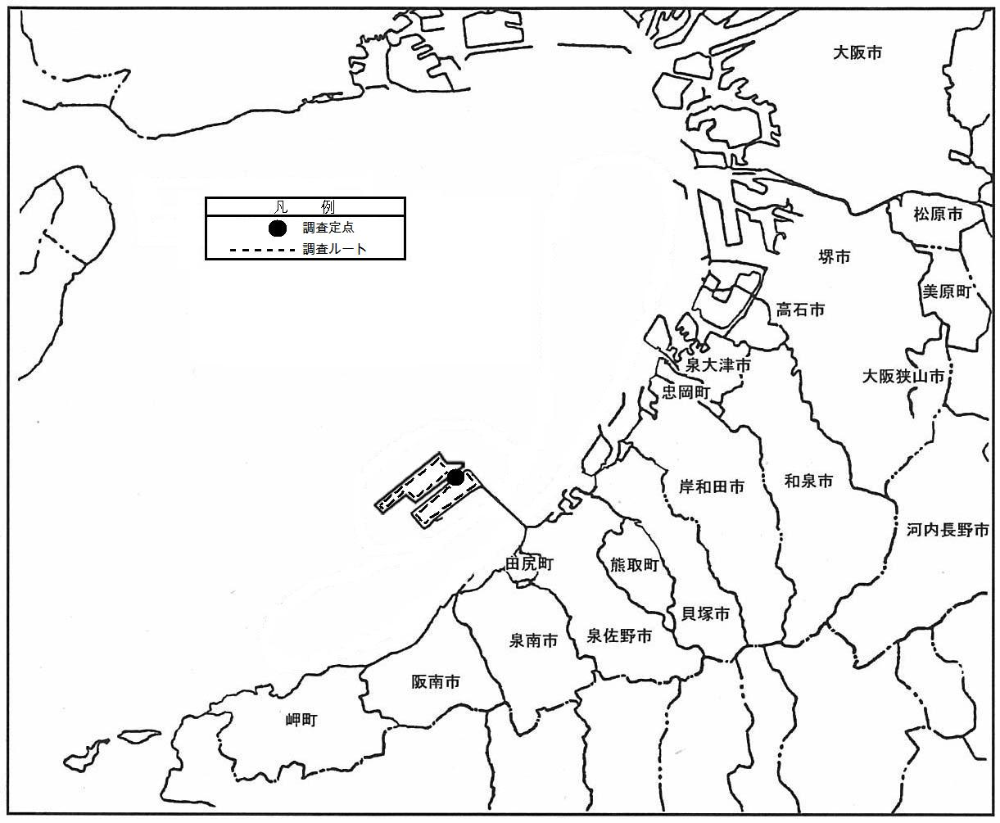 大阪市
凡　例
調査定点
調査ルート
松原市
堺市
美原町
高石市
泉大津市
大阪狭山市
忠岡町
岸和田市
和泉市
河内長野市
田尻町
熊取町
貝塚市
泉南市
泉佐野市
阪南市
岬町